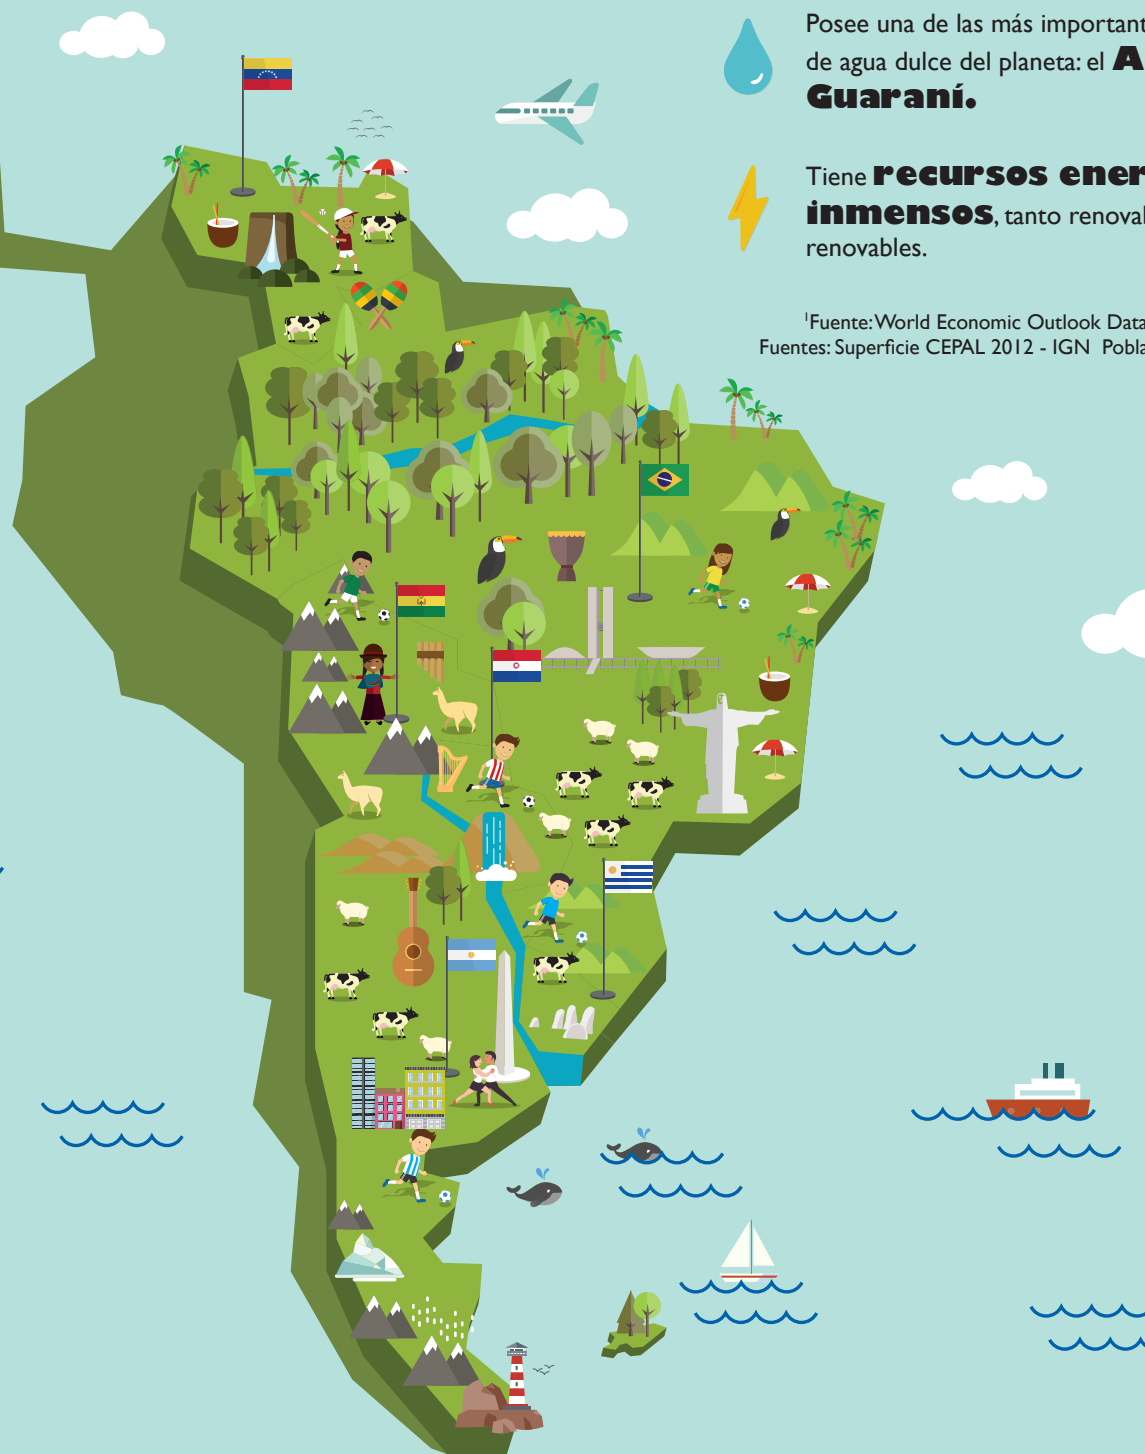 Posee una de las más important
de agua dulce del planeta: el A
Guaraní.
Tiene recursos ener
inmensos, tanto renoval
renovables.
¹Fuente: World Economic Outlook Data
Fuentes: Superficie CEPAL 2012 - IGN Pobla